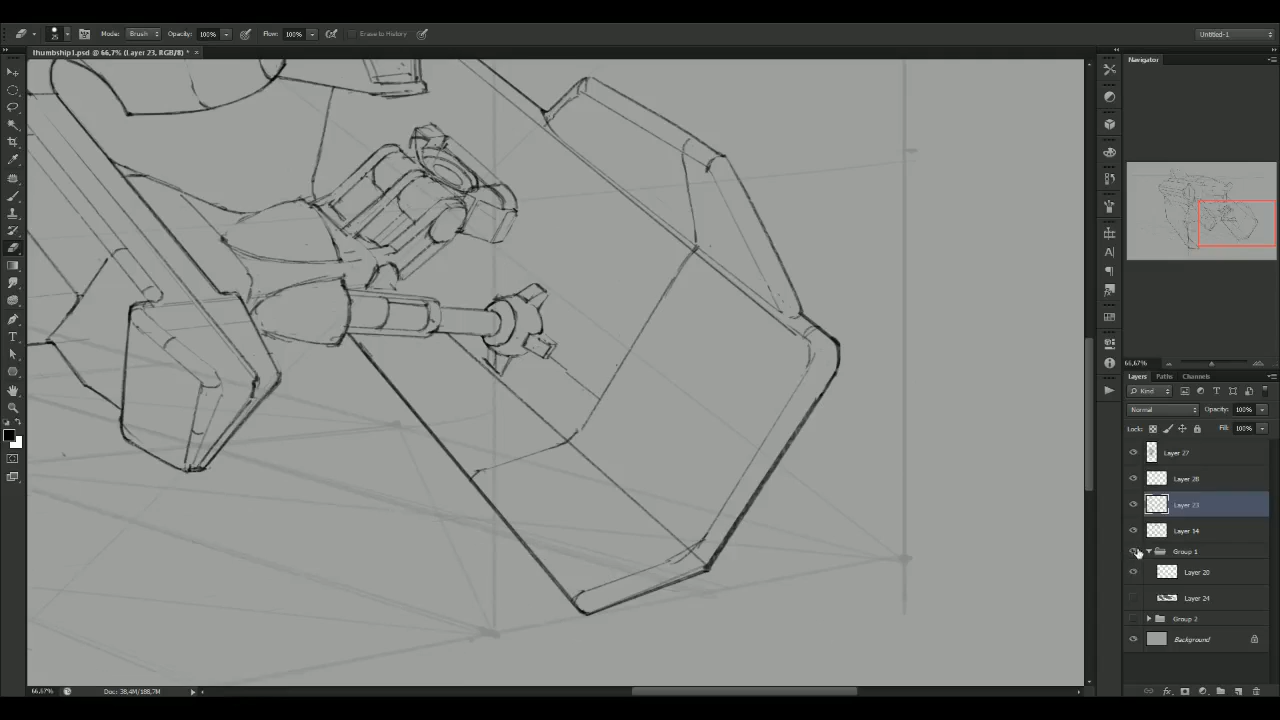 Mode: Brush Opacity: 100% Flow: 100% Erase to History Untitled-1
25
thumbship1.psd @ 66,7% (Layer 23, RGB/8) * ×
Navigator
66,67%
Layers Paths Channels
Kind
Normal Opacity: 100%
Lock: Fill: 100%
Layer 27
Layer 28
Layer 23
Layer 14
Group 1
Layer 20
Layer 24
Group 2
Background
66,67% Doc: 38,4M/188,7M